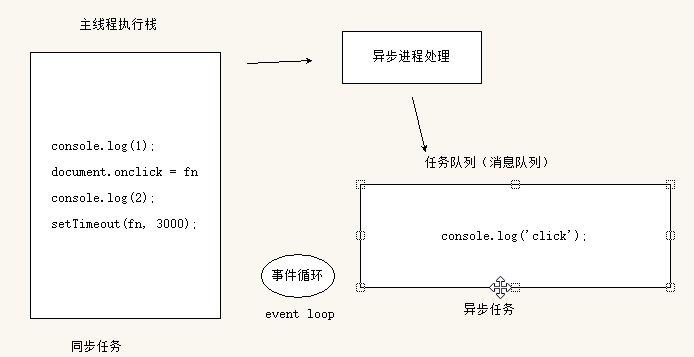 主线程执行栈
console.log(1);
document.onclick = fn
console.log(2);
setTimeout(fn, 3000);
同步任务
异步进程处理
任务队列（消息队列）
console.log('click');
异步任务
事件循环
event loop